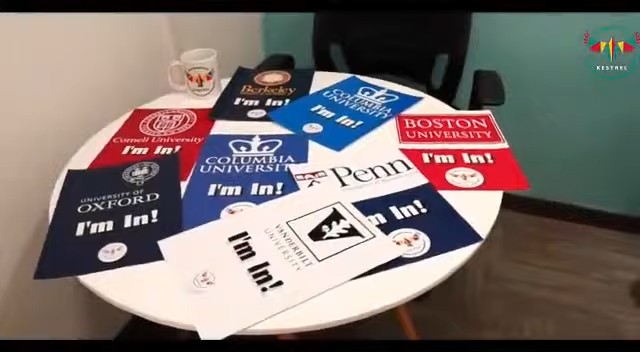 KESTREL
Berkeley
I'm In!
COLUMBIA
UNIVERSITY
I'm In!
BOSTON
UNIVERSITY
I'm In!
Cornell University
I'm In!
COLUMBIA
UNIVERSITY
I'm In!
Penn
I'm In!
UNIVERSITY OF
OXFORD
I'm In!
VANDERBILT
UNIVERSITY
I'm In!